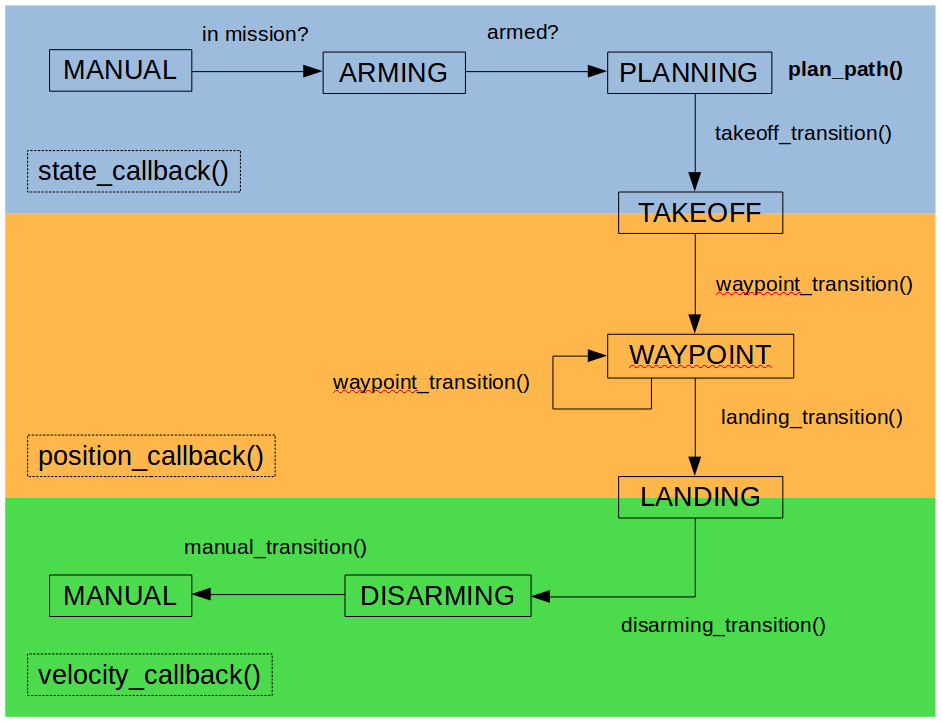 in mission?
armed?
MANUAL
ARMING
PLANNING
plan_path()
takeoff_transition()
state_callback()
TAKEOFF
waypoint_transition()
WAYPOINT
waypoint_transition()
landing_transition()
position_callback()
LANDING
manual_transition()
MANUAL
DISARMING
disarming_transition()
velocity_callback()